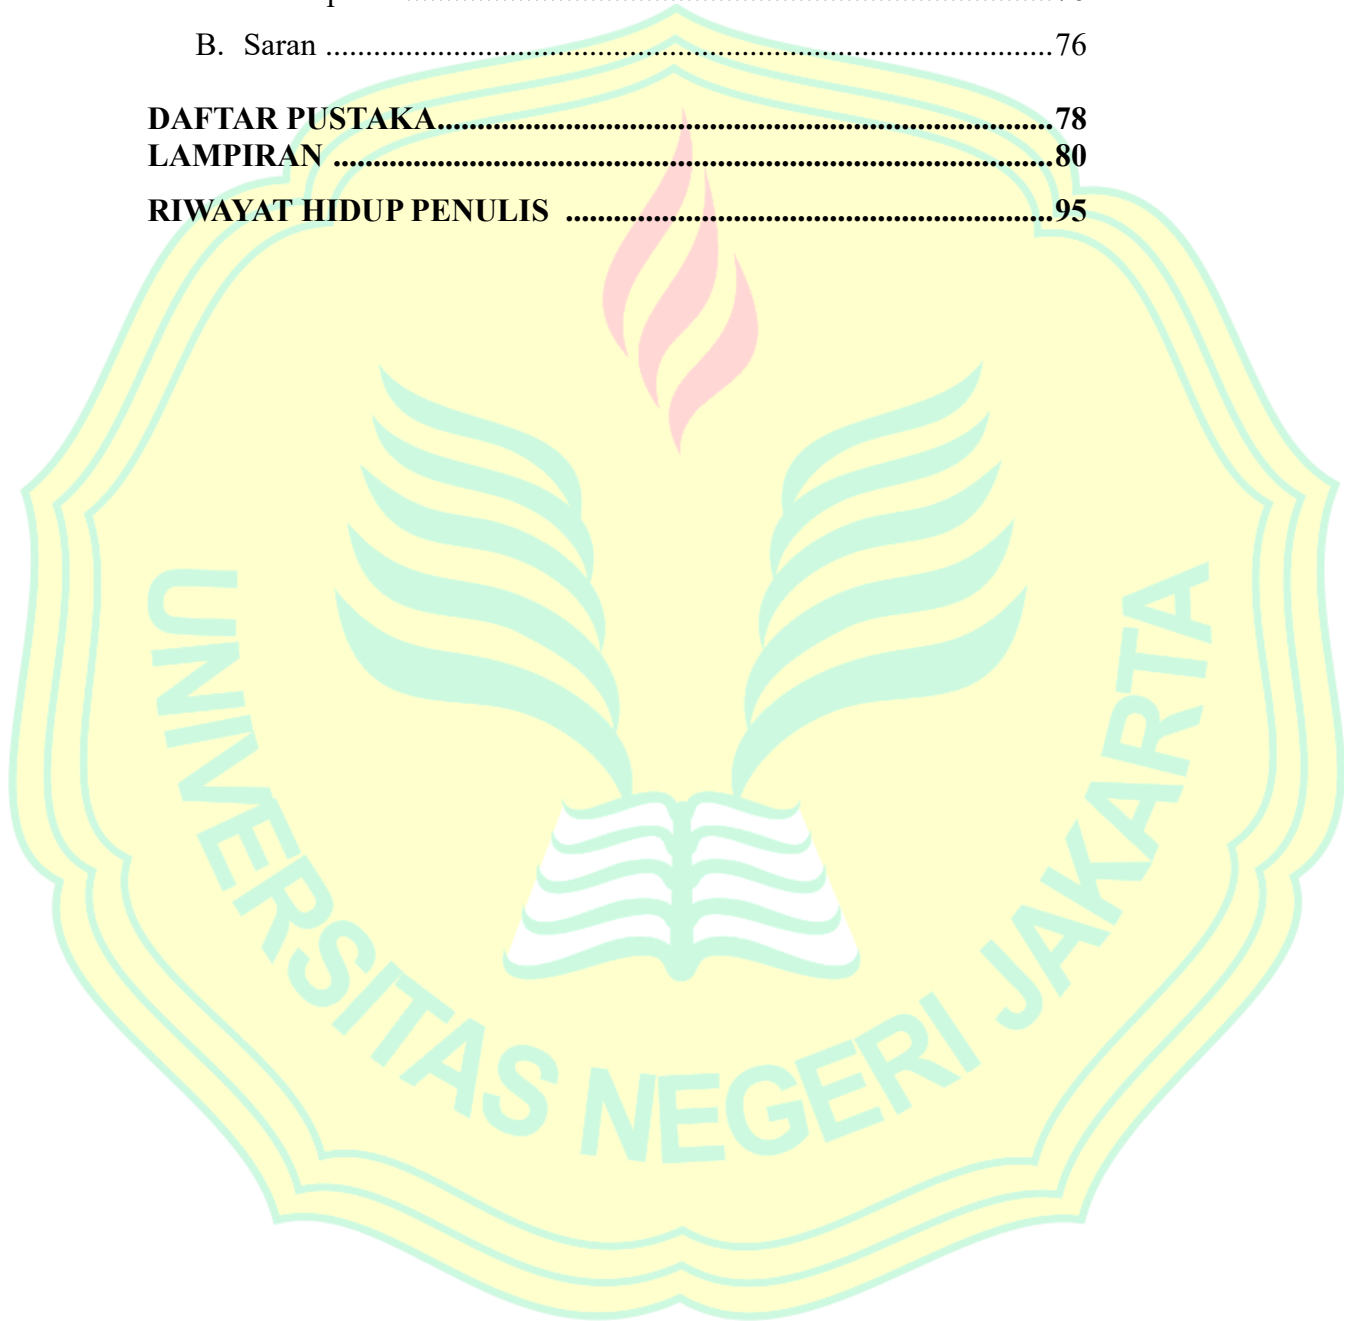 B. Saran ..........................................................................................76
DAFTAR PUSTAKA.............................................................................78
LAMPIRAN ..........................................................................................80
RIWAYAT HIDUP PENULIS .............................................................95
UNIVERSITAS NEGERI JAKARTA